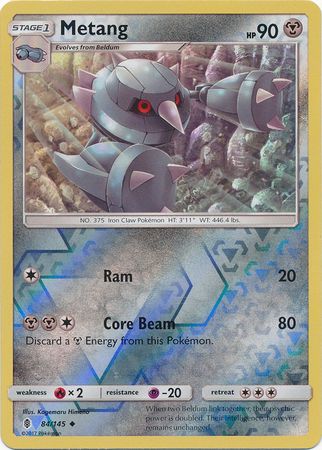 STAGE 1 Metang HP 90
Evolves from Beldum
NO. 375 Iron Claw Pokémon HT: 3'11" WT: 446.4 lbs.
Ram 20
Core Beam 80
Discard a Energy from this Pokémon.
weakness × 2 resistance -20 retreat
Illus. Kagemaru Himeno
84/145
©2017 Pokémon
When two Beldum link together, their psychic
power is doubled. Their intelligence, however,
remains unchanged.